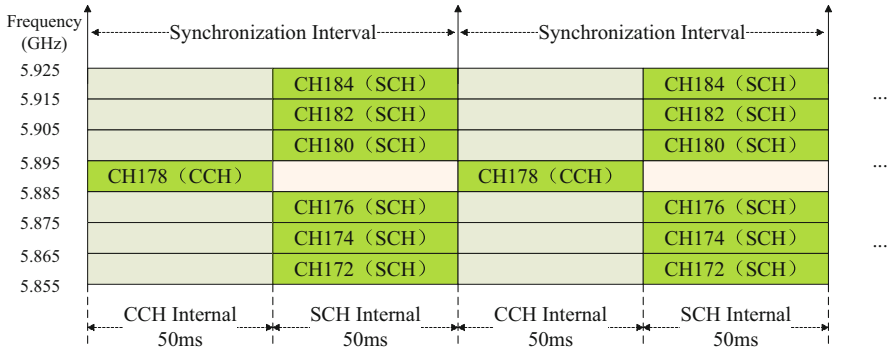 Frequency
(GHz)
Synchronization Interval
Synchronization Interval
5.925
CH184（SCH）
CH184（SCH）
5.915
...
CH182（SCH）
CH182（SCH）
5.905
CH180（SCH）
CH180（SCH）
5.895
...
CH178（CCH）
CH178（CCH）
5.885
CH176（SCH）
CH176（SCH）
5.875
CH174（SCH）
CH174（SCH）
...
5.865
CH172（SCH）
CH172（SCH）
5.855
CCH Internal
50ms
SCH Internal
50ms
CCH Internal
50ms
SCH Internal
50ms